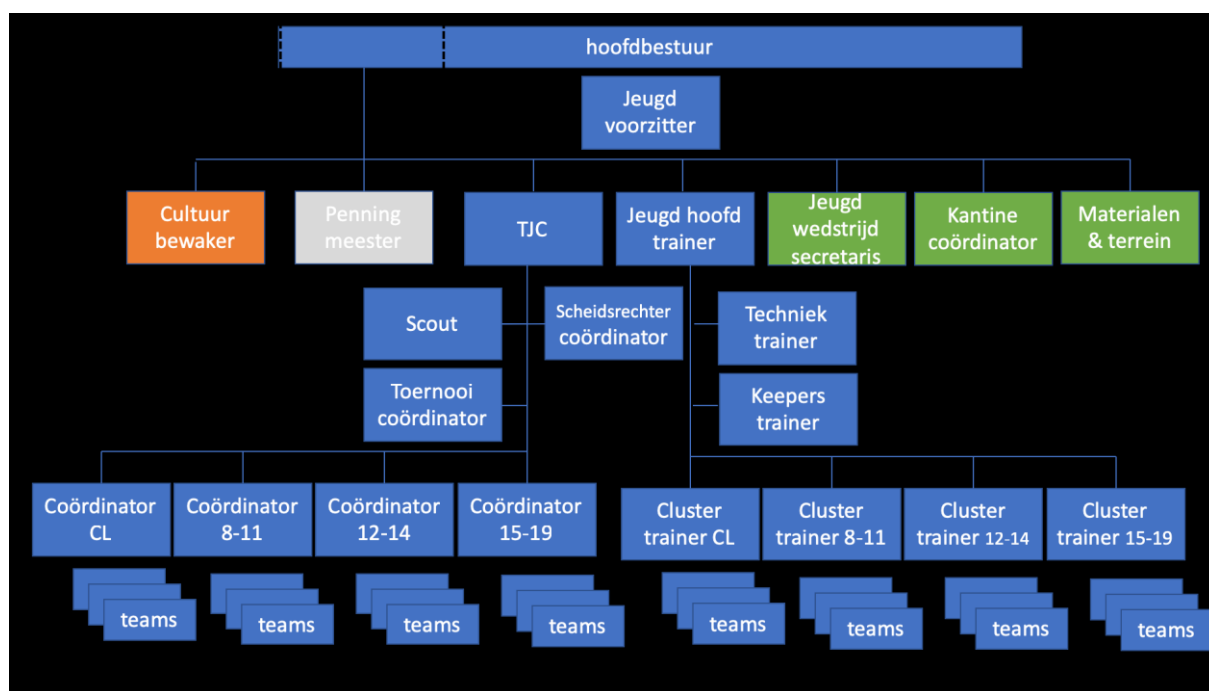 hoofdbestuur
Jeugd
voorzitter
Cultuur
bewaker
Penning
meester
TJC
Jeugd hoofd
trainer
Jeugd
wedstrijd
secretaris
Kantine
coördinator
Materialen
& terrein
Scout
Scheidsrechter
coördinator
Techniek
trainer
Toernooi
coördinator
Keepers
trainer
Coördinator
CL
Coördinator
8-11
Coördinator
12-14
Coördinator
15-19
Cluster
trainer CL
Cluster
trainer 8-11
Cluster
trainer 12-14
Cluster
trainer 15-19
teams
teams
teams
teams
teams
teams
teams
teams